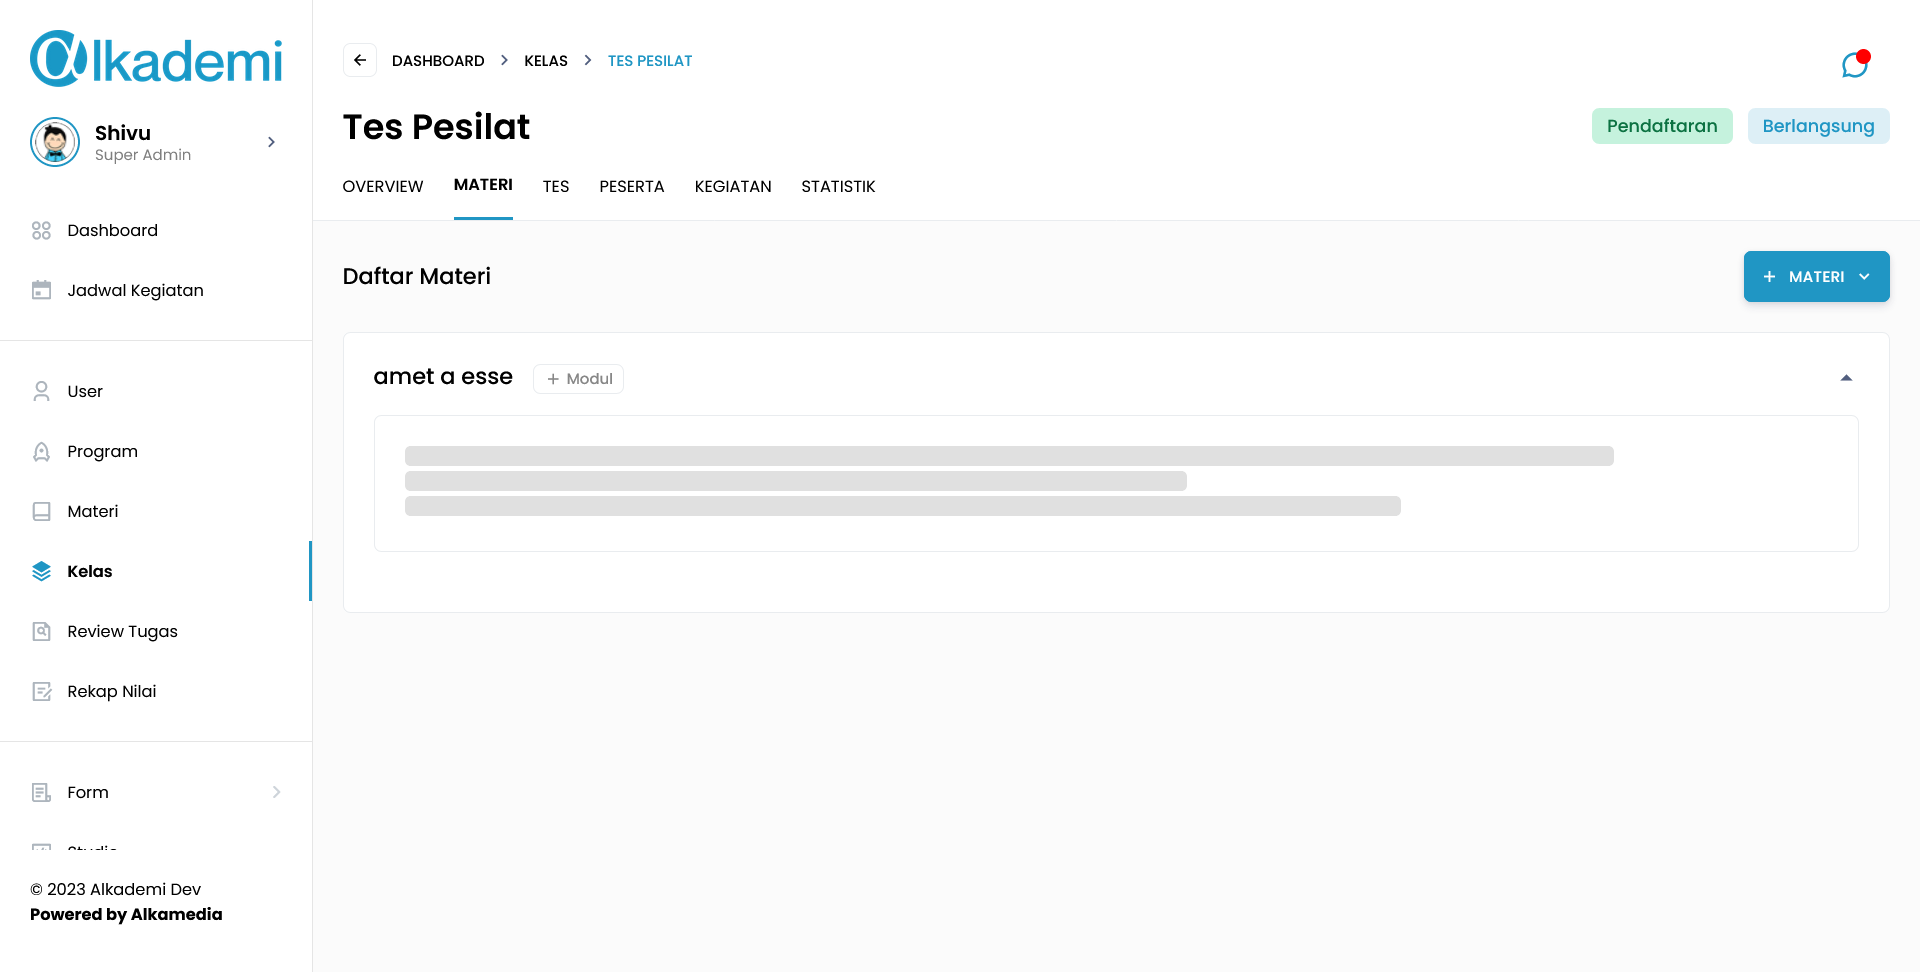 alkademi
Shivu
Super Admin
Dashboard
Jadwal Kegiatan
User
Program
Materi
Kelas
Review Tugas
Rekap Nilai
Form
Studio
© 2023 Alkademi Dev
Powered by Alkamedia
DASHBOARD KELAS TES PESILAT
Tes Pesilat
Pendaftaran Berlangsung
OVERVIEW MATERI TES PESERTA KEGIATAN STATISTIK
Daftar Materi
+ MATERI
amet a esse
+ Modul